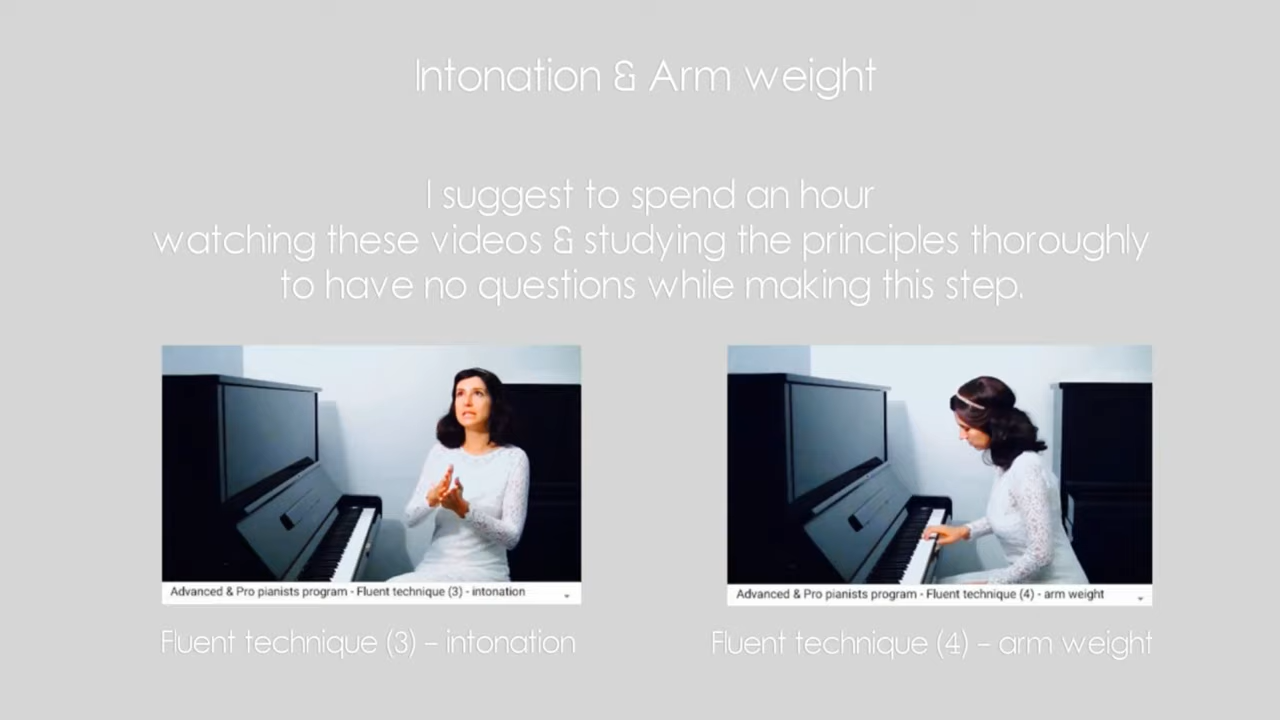 Intonation & Arm weight
I suggest to spend an hour
watching these videos & studying the principles thoroughly
to have no questions while making this step.
Advanced & Pro pianists program - Fluent technique (3) - intonation
Advanced & Pro pianists program - Fluent technique (4) - arm weight
Fluent technique (3) – intonation
Fluent technique (4) – arm weight